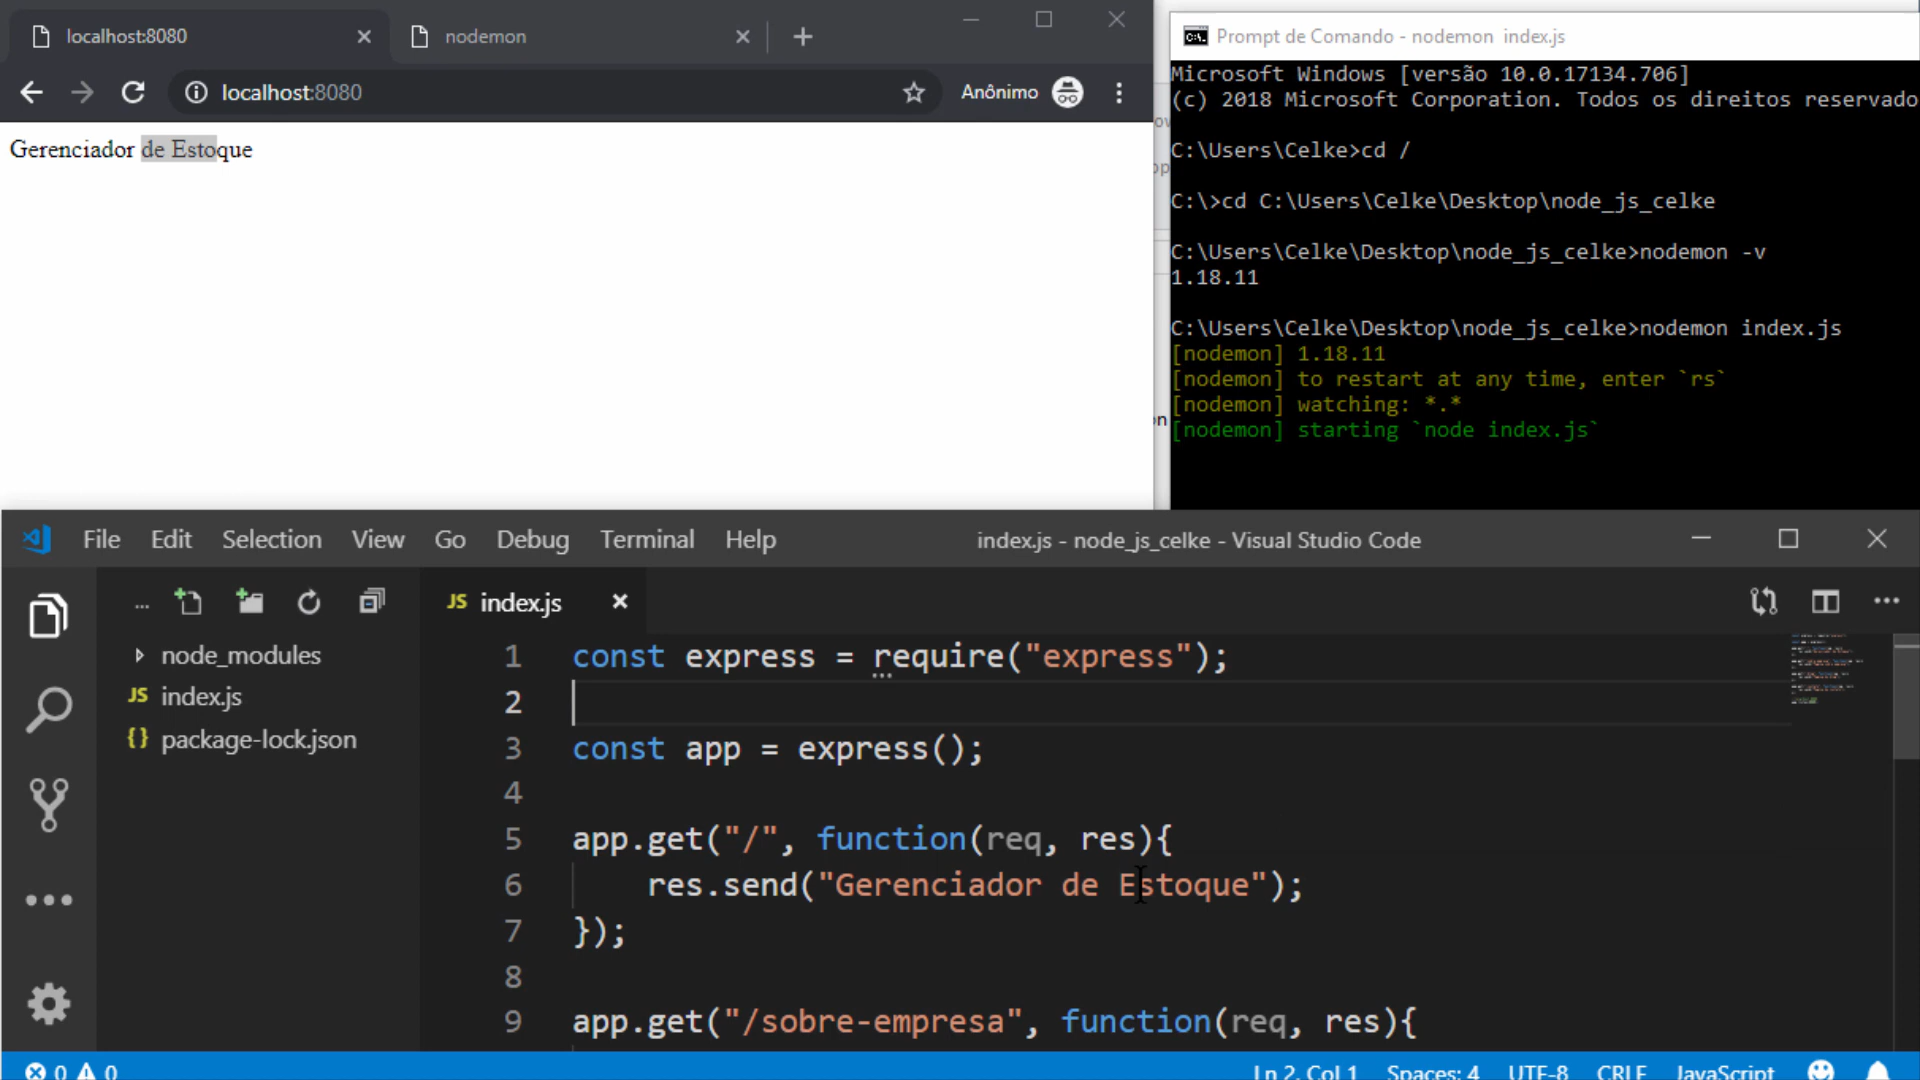 localhost:8080
nodemon
localhost:8080
Anônimo
Gerenciador de Estoque
Prompt de Comando - nodemon index.js
Microsoft Windows [versão 10.0.17134.706]
(c) 2018 Microsoft Corporation. Todos os direitos reservado
C:\Users\Celke>cd /
C:\>cd C:\Users\Celke\Desktop\node_js_celke
C:\Users\Celke\Desktop\node_js_celke>nodemon -v
1.18.11
C:\Users\Celke\Desktop\node_js_celke>nodemon index.js
[nodemon] 1.18.11
[nodemon] to restart at any time, enter `rs`
[nodemon] watching: *.*
[nodemon] starting `node index.js`
File Edit Selection View Go Debug Terminal Help
index.js - node_js_celke - Visual Studio Code
JS index.js
node_modules
JS index.js
{} package-lock.json
1 const express = require("express");
2
3 const app = express();
4
5 app.get("/", function(req, res){
6 res.send("Gerenciador de Estoque");
7 });
8
9 app.get("/sobre-empresa", function(req, res){
0 0
Ln 2, Col 1 Spaces: 4 UTF-8 CRLF JavaScript